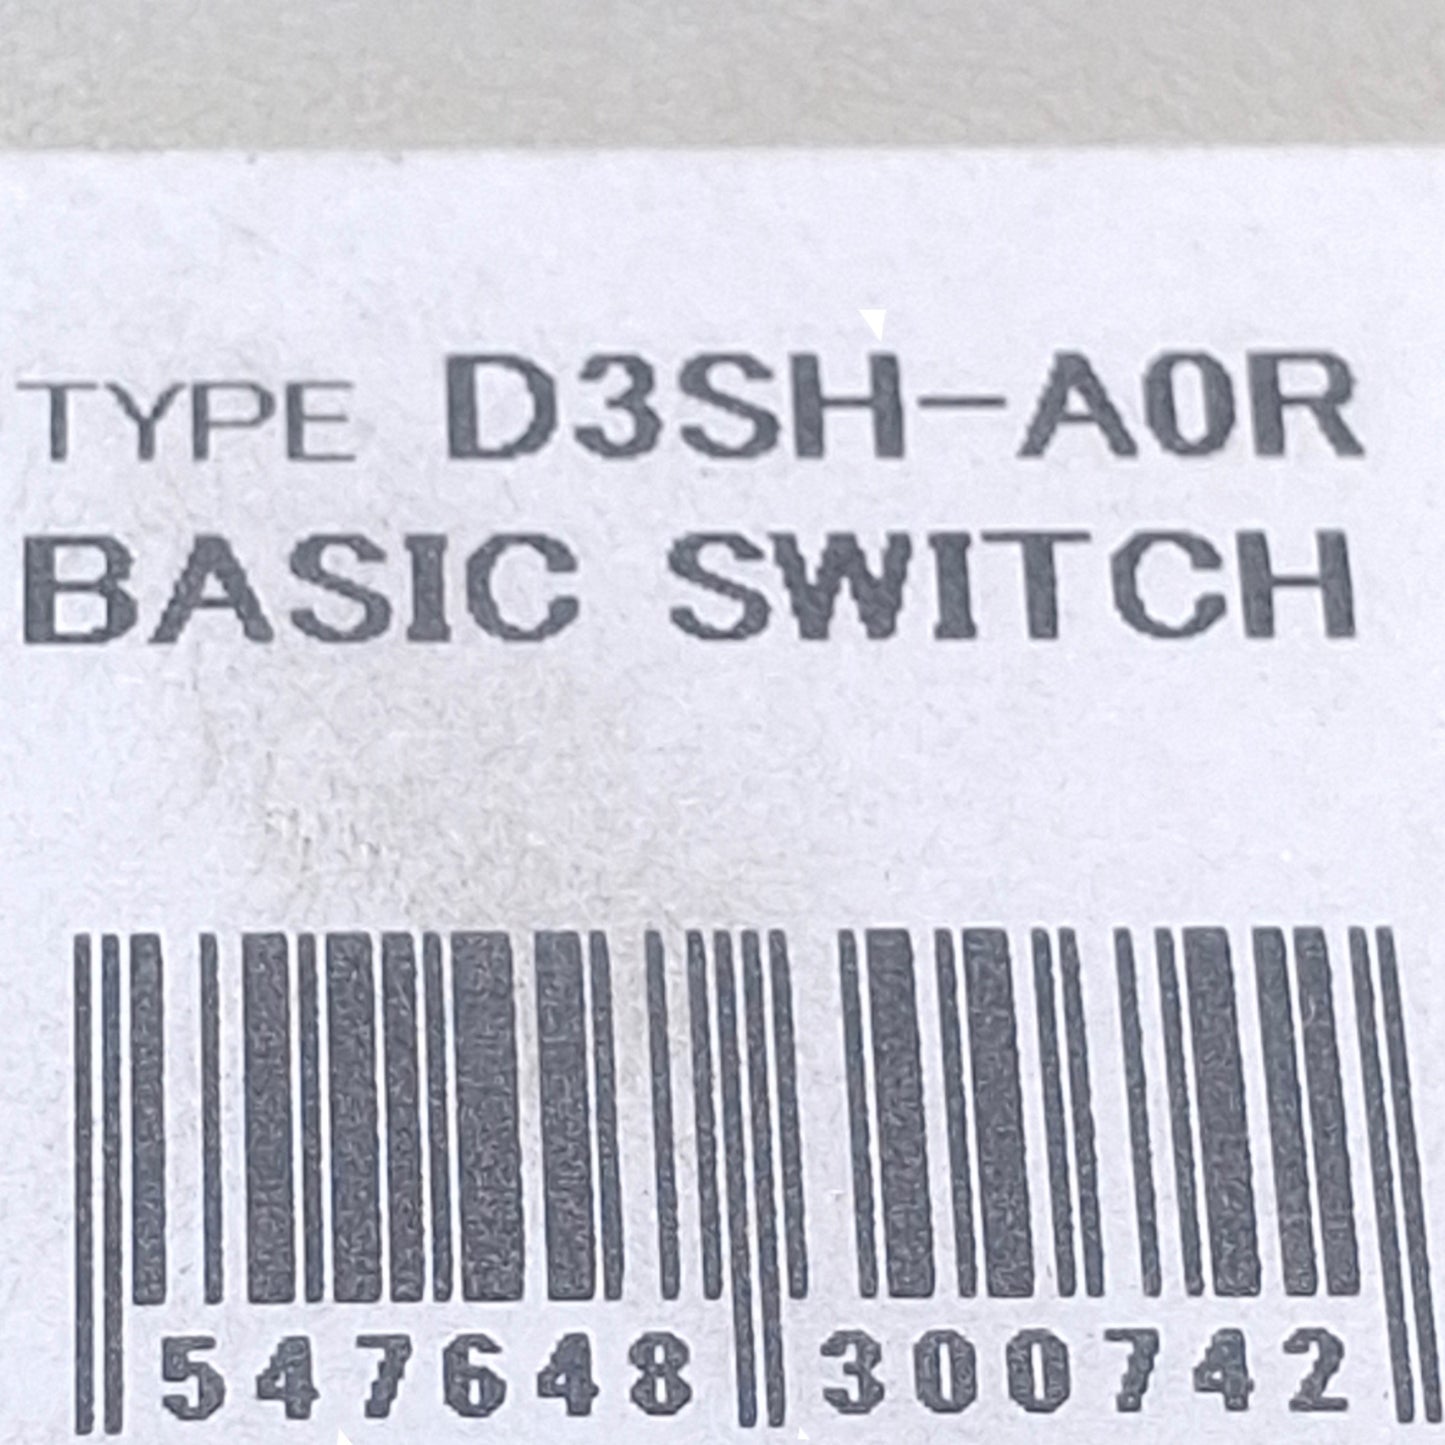 TYPE D3SH-A0R
BASIC SWITCH
547648 300742